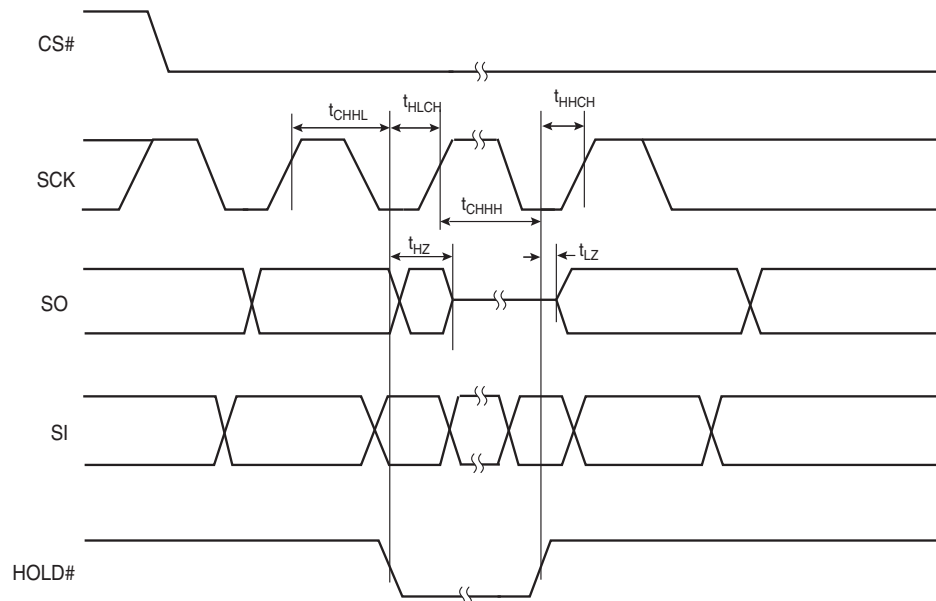 CS#
tCHHL
tHLCH
tHHCH
SCK
tCHHH
tHZ
tLZ
SO
SI
HOLD#